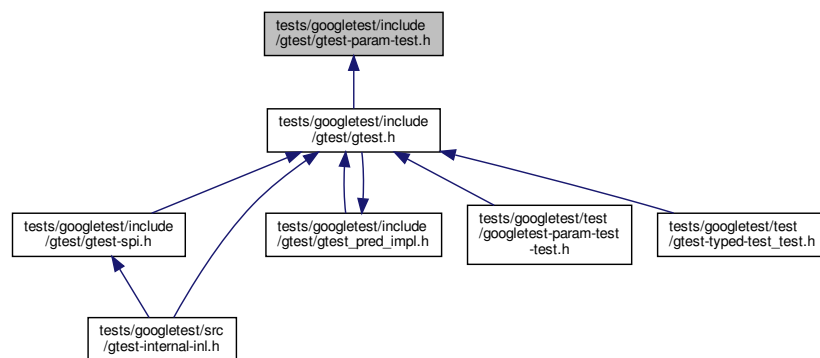 tests/googletest/include
/gtest/gtest-param-test.h
tests/googletest/include
/gtest/gtest.h
tests/googletest/include
/gtest/gtest-spi.h
tests/googletest/include
/gtest/gtest_pred_impl.h
tests/googletest/test
/googletest-param-test
-test.h
tests/googletest/test
/gtest-typed-test_test.h
tests/googletest/src
/gtest-internal-inl.h